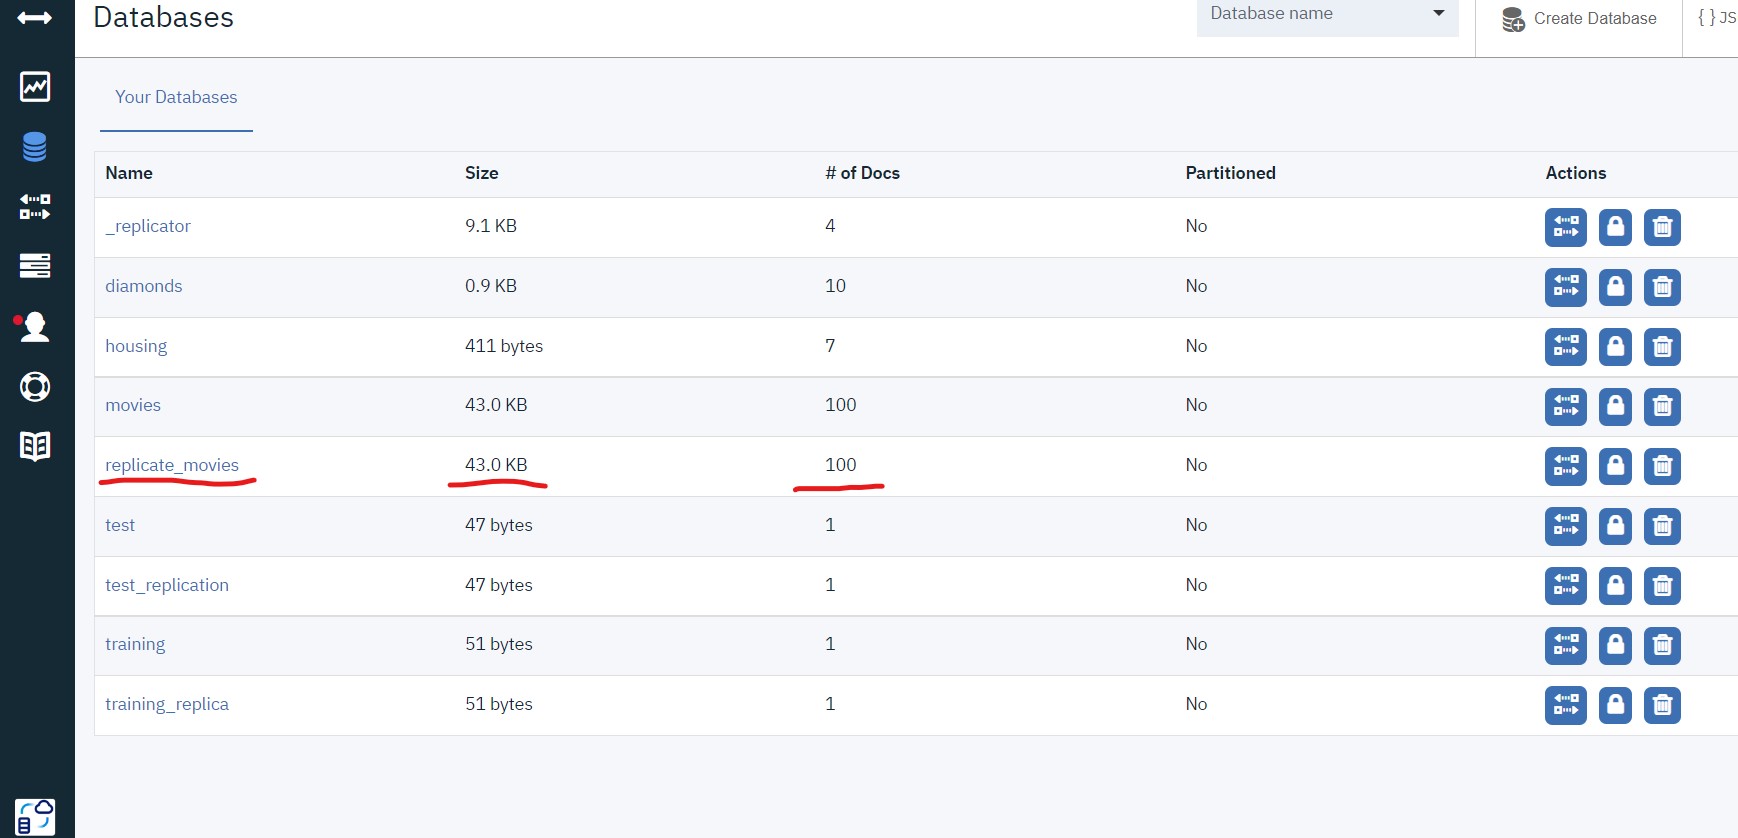 Databases
Database name
Create Database
{ } JS
Your Databases
Name Size # of Docs Partitioned Actions
_replicator 9.1 KB 4 No
diamonds 0.9 KB 10 No
housing 411 bytes 7 No
movies 43.0 KB 100 No
replicate_movies 43.0 KB 100 No
test 47 bytes 1 No
test_replication 47 bytes 1 No
training 51 bytes 1 No
training_replica 51 bytes 1 No